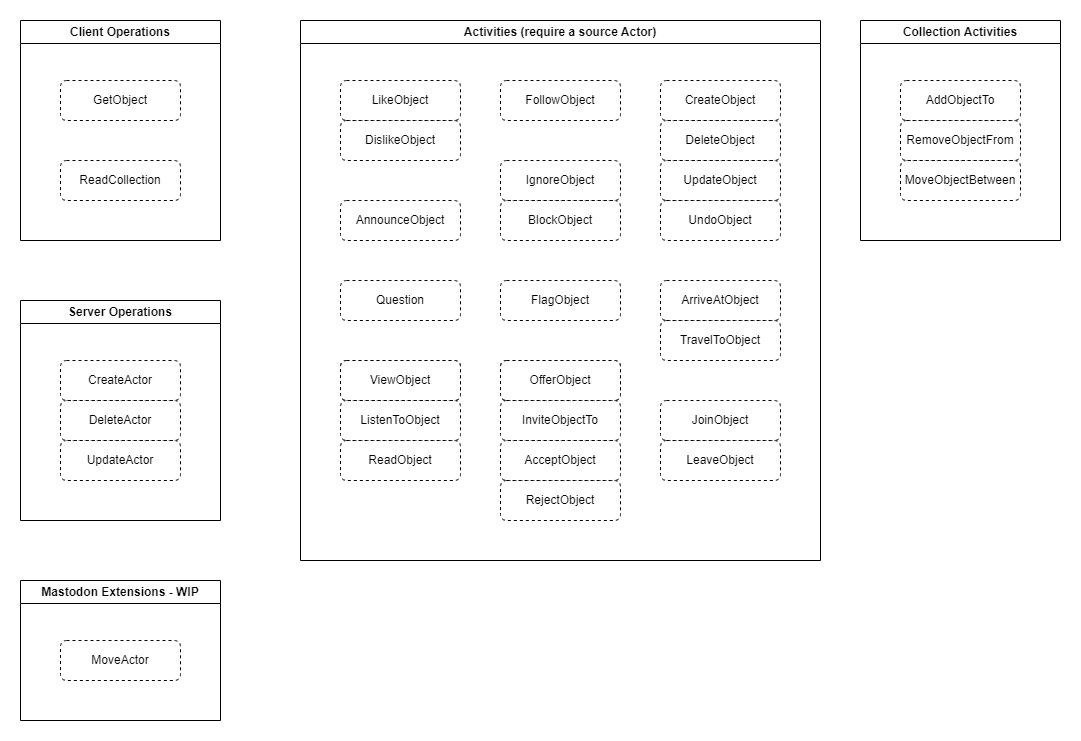 Client Operations
GetObject
ReadCollection
Server Operations
CreateActor
DeleteActor
UpdateActor
Mastodon Extensions - WIP
MoveActor
Activities (require a source Actor)
LikeObject
DislikeObject
AnnounceObject
Question
ViewObject
ListenToObject
ReadObject
FollowObject
IgnoreObject
BlockObject
FlagObject
OfferObject
InviteObjectTo
AcceptObject
RejectObject
CreateObject
DeleteObject
UpdateObject
UndoObject
ArriveAtObject
TravelToObject
JoinObject
LeaveObject
Collection Activities
AddObjectTo
RemoveObjectFrom
MoveObjectBetween